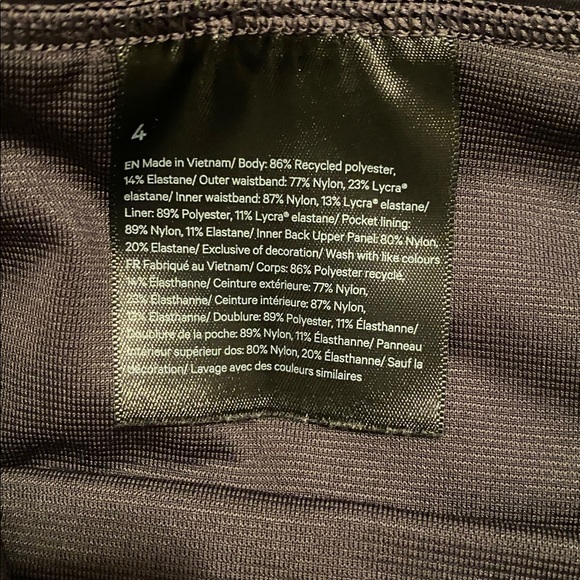 4
EN Made in Vietnam/ Body: 86% Recycled polyester,
14% Elastane/ Outer waistband: 77% Nylon, 23% Lycra®
elastane/ Inner waistband: 87% Nylon, 13% Lycra® elastane/
Liner: 89% Polyester, 11% Lycra® elastane/ Pocket lining:
89% Nylon, 11% Elastane/ Inner Back Upper Panel: 80% Nylon,
20% Elastane/ Exclusive of decoration/ Wash with like colours
FR Fabriqué au Vietnam/ Corps: 86% Polyester recyclé,
14% Élasthanne/ Ceinture extérieure: 77% Nylon,
23% Élasthanne/ Ceinture intérieure: 87% Nylon,
13% Élasthanne/ Doublure: 89% Polyester, 11% Élasthanne/
Doublure de la poche: 89% Nylon, 11% Élasthanne/ Panneau
intérieur supérieur dos: 80% Nylon, 20% Élasthanne/ Sauf la
décoration/ Lavage avec des couleurs similaires